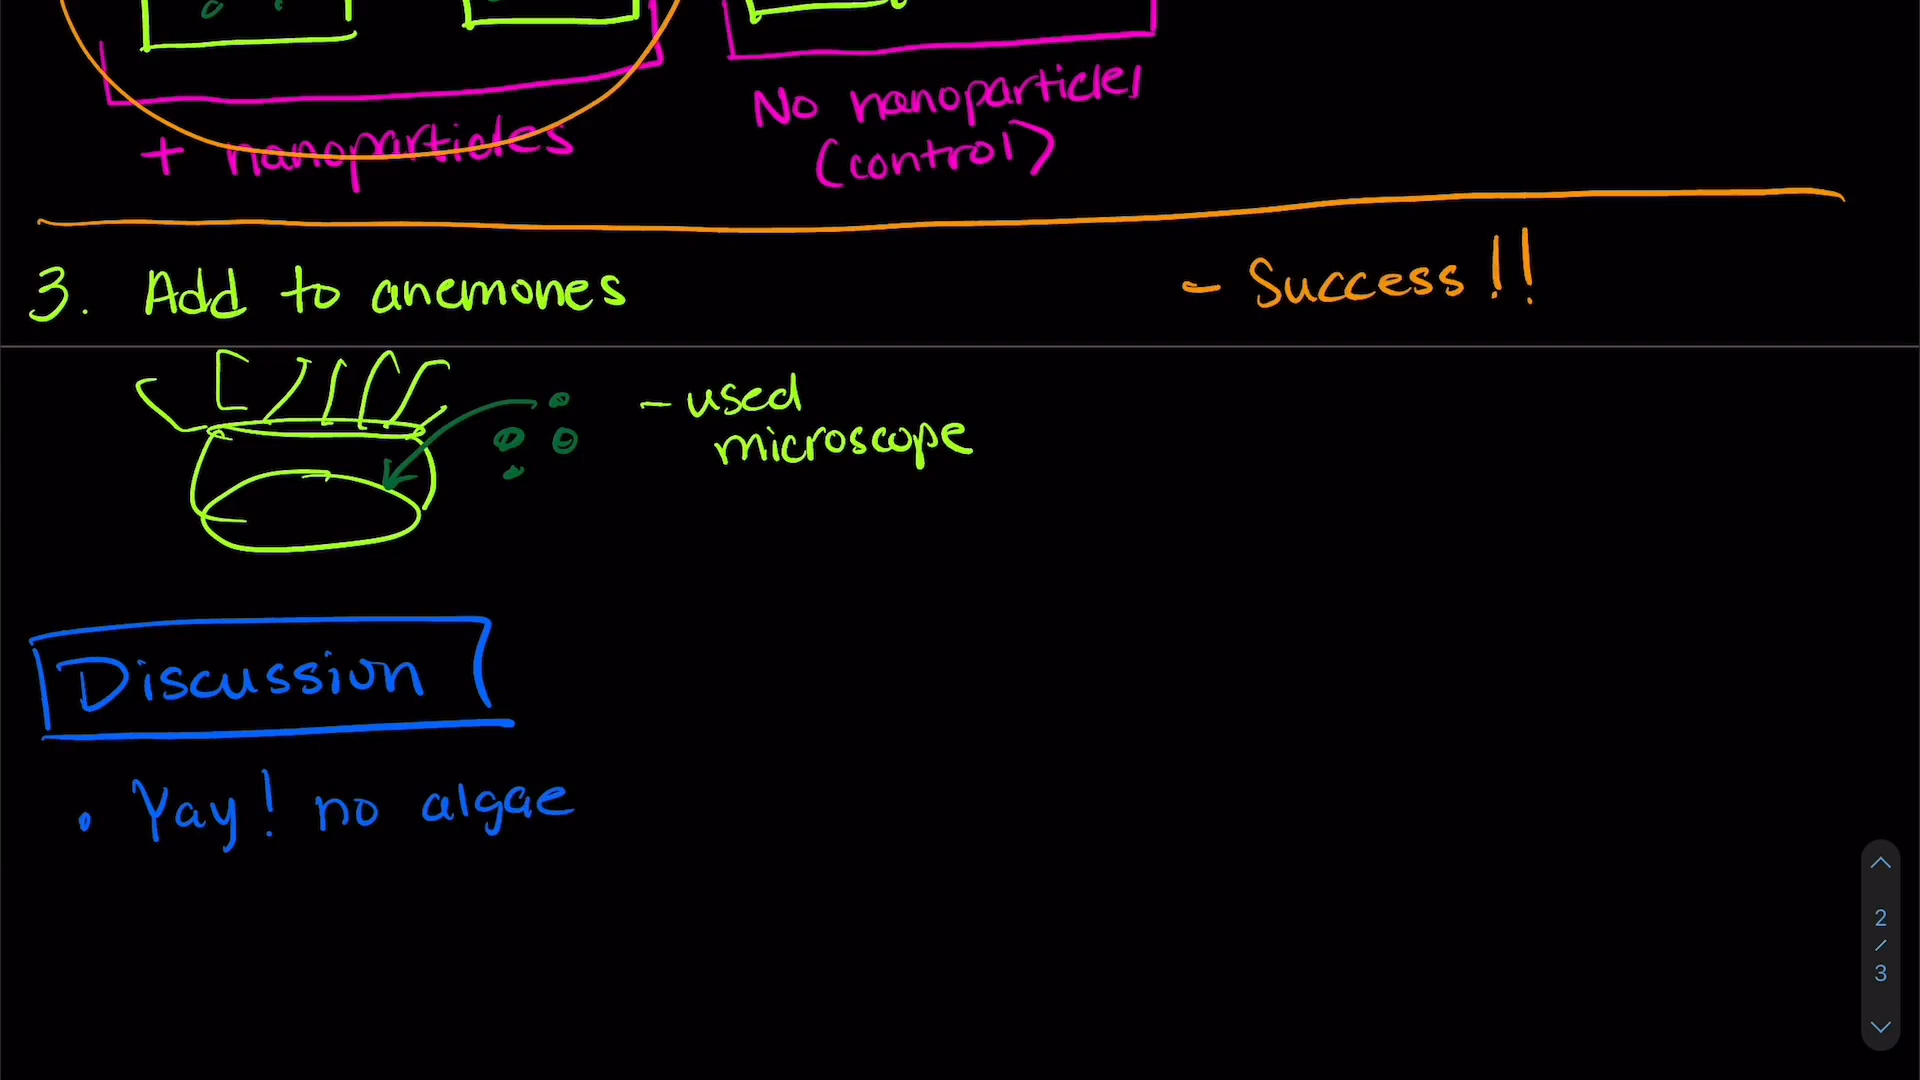 + nanoparticles
No nanoparticles
(control)
3. Add to anemones
- Success!!
- used
microscope
Discussion
• Yay! no algae
2
/
3